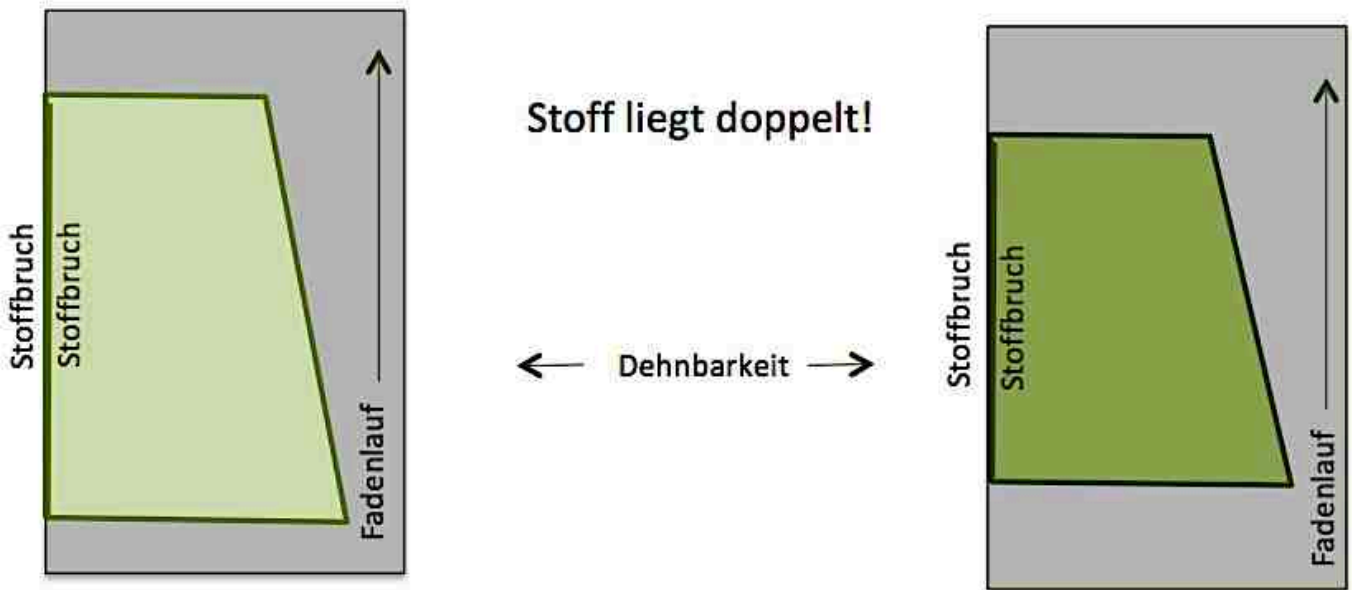 Stoffbruch
Stoffbruch
Fadenlauf
Stoff liegt doppelt!
Dehnbarkeit
Stoffbruch
Stoffbruch
Fadenlauf